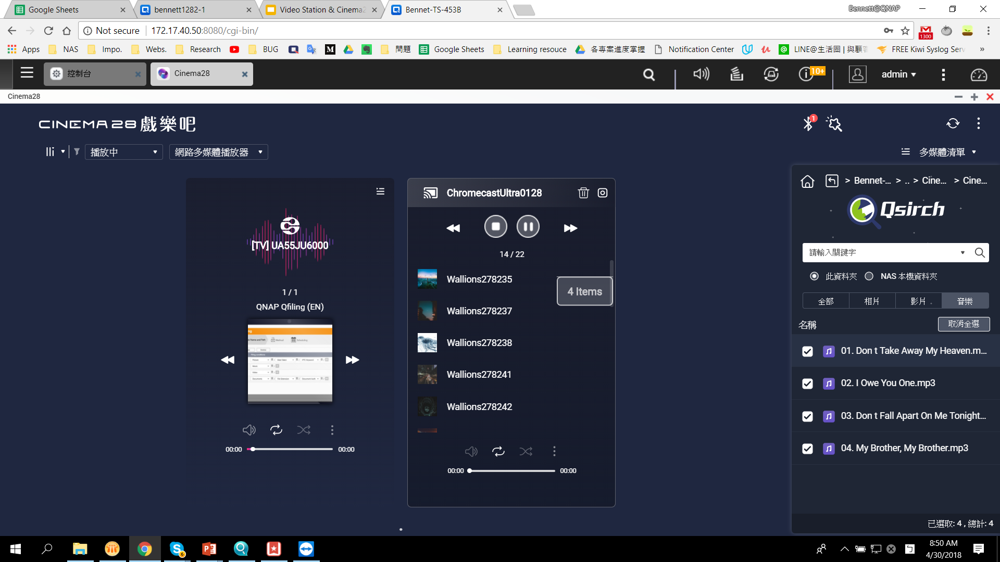 Google Sheets
bennett1282-1
Video Station & Cinema2
Bennet-TS-453B
Bennett@QNAP
Not secure
172.17.40.50:8080/cgi-bin/
1300
Apps
NAS
Impo.
Webs.
Research
BUG
問題
Google Sheets
Learning resouce
各專案進度掌握
Notification Center
LINE@生活圈 | 與顧客
FREE Kiwi Syslog Serv
控制台
Cinema28
10+
admin
Cinema28
CINEMA 28 戲樂吧
1
播放中
網路多媒體播放器
多媒體清單
[TV] UA55JU6000
1 / 1
QNAP Qfiling (EN)
00:00
00:00
ChromecastUltra0128
14 / 22
Wallions278235
4 Items
Wallions278237
Wallions278238
Wallions278241
Wallions278242
00:00
00:00
> Bennet-... > .. > Cine... > Cine...
Qsirch
請輸入關鍵字
此資料夾
NAS 本機資料夾
全部
相片
影片
音樂
名稱
取消全選
01. Don t Take Away My Heaven.m...
02. I Owe You One.mp3
03. Don t Fall Apart On Me Tonight...
04. My Brother, My Brother.mp3
已選取: 4 , 總計: 4
6
8:50 AM
4/30/2018